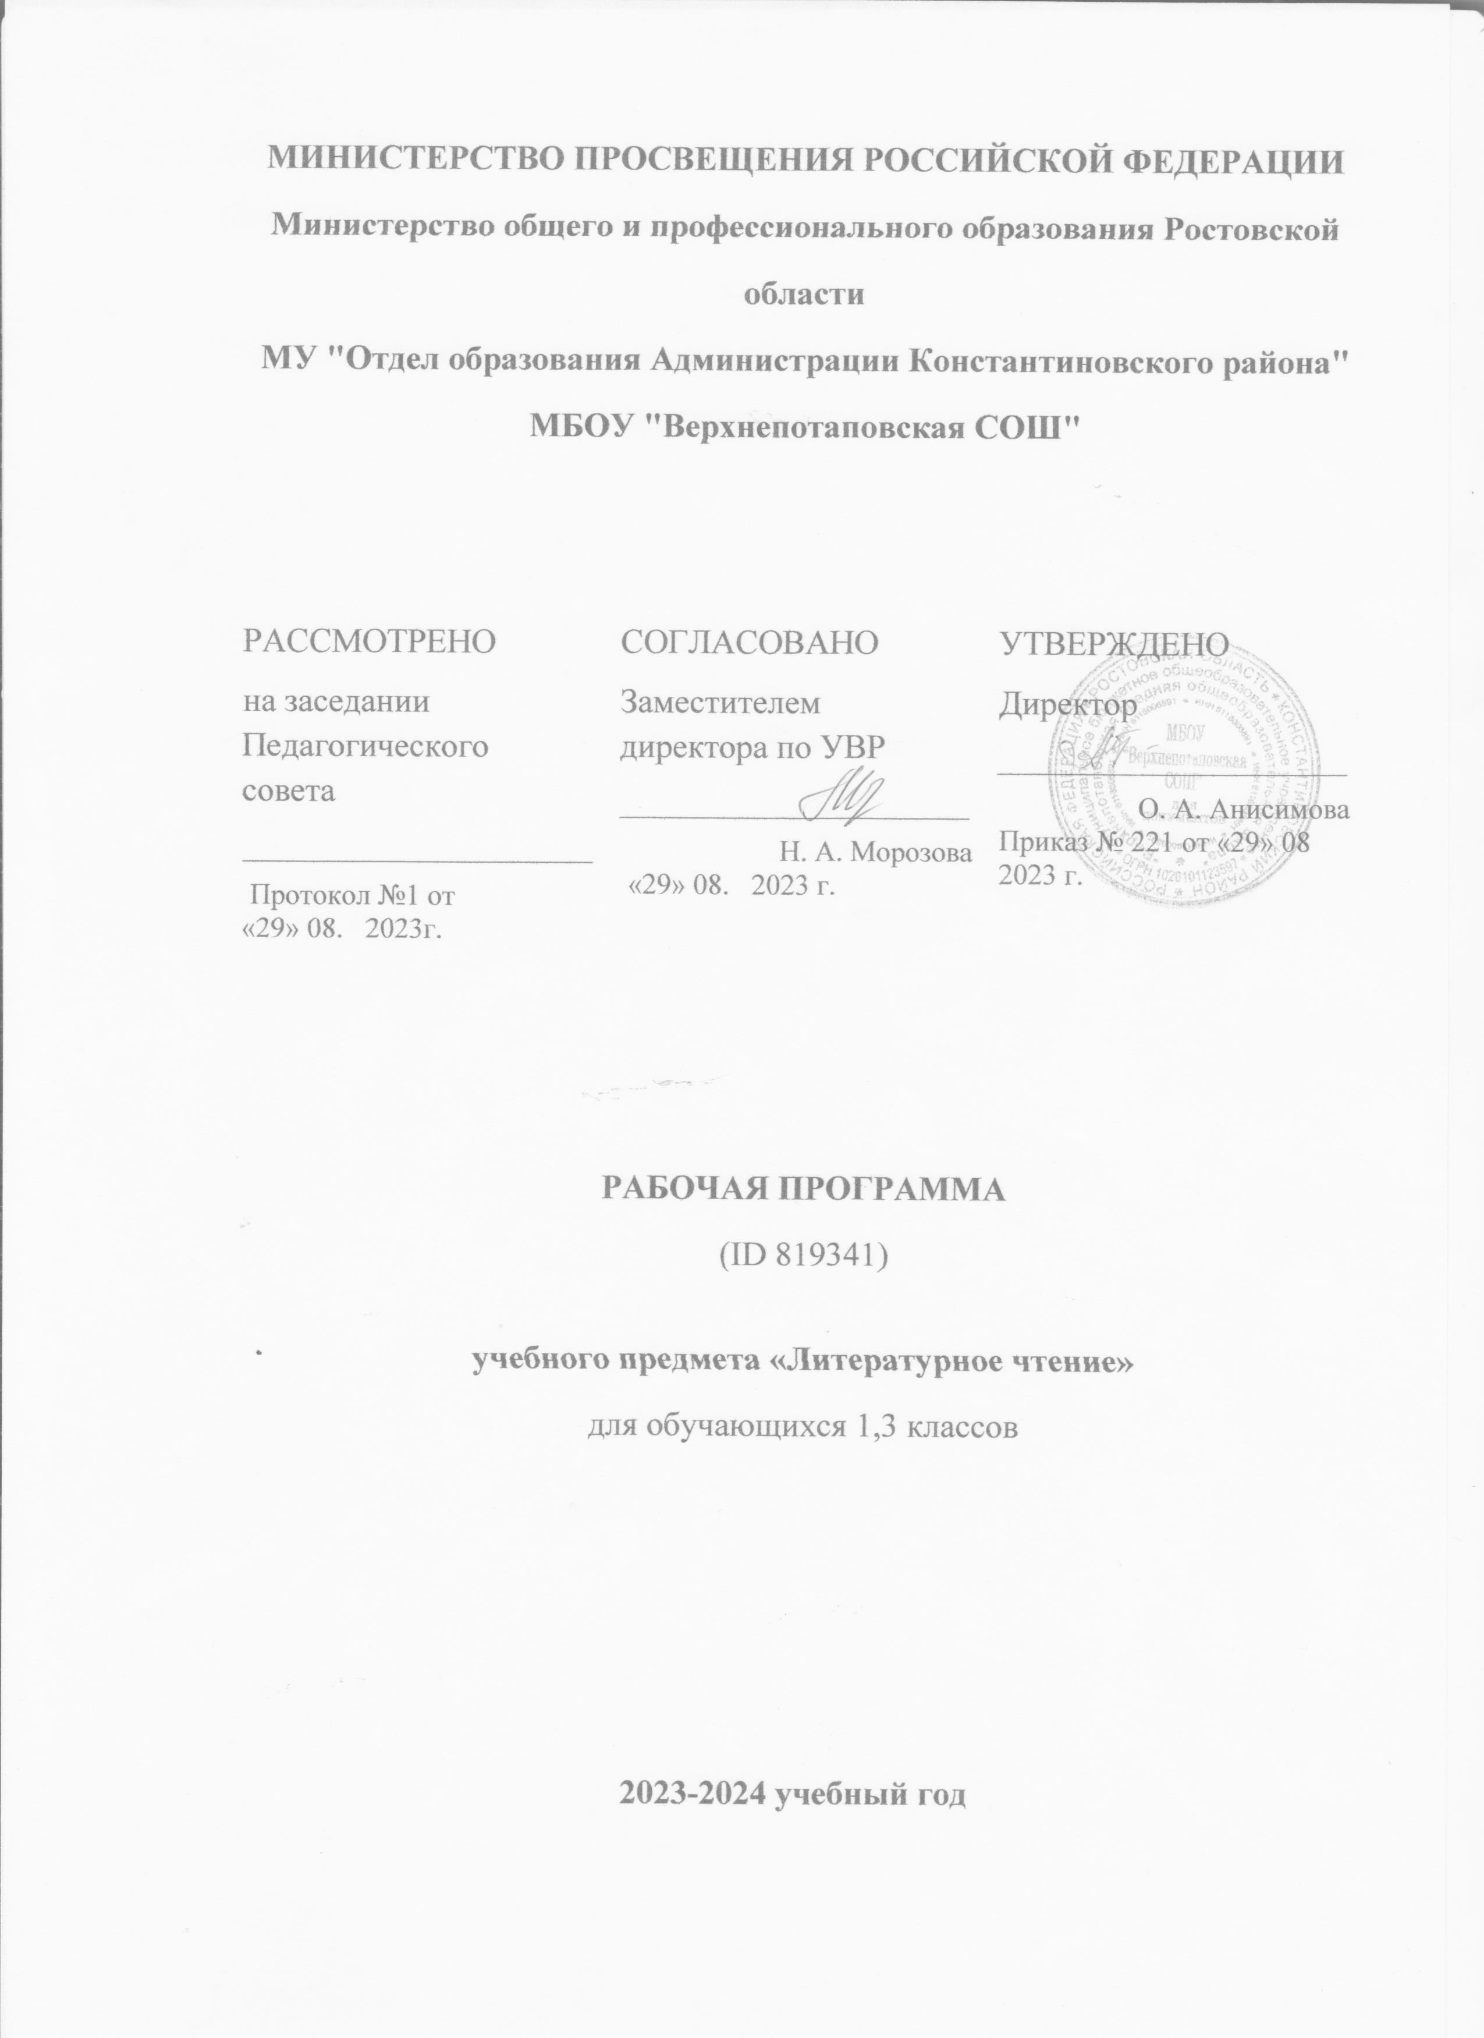 МИНИСТЕРСТВО ПРОСВЕЩЕНИЯ РОССИЙСКОЙ ФЕДЕРАЦИИ
Министерство общего и профессионального образования Ростовской
области
МУ "Отдел образования Администрации Константиновского района"
МБОУ "Верхнепотаповская СОШ"
РАССМОТРЕНО
на заседании
Педагогического
совета
Протокол №1 от
«29» 08. 2023г.
СОГЛАСОВАНО
Заместителем
директора по УВР
Н. А. Морозова
«29» 08. 2023 г.
УТВЕРЖДЕНО
Директор
О. А. Анисимова
Приказ № 221 от «29» 08
2023 г.
МБОУ
Верхнепотаповская
СОШ
РАБОЧАЯ ПРОГРАММА
(ID 819341)
учебного предмета «Литературное чтение»
для обучающихся 1,3 классов
2023-2024 учебный год